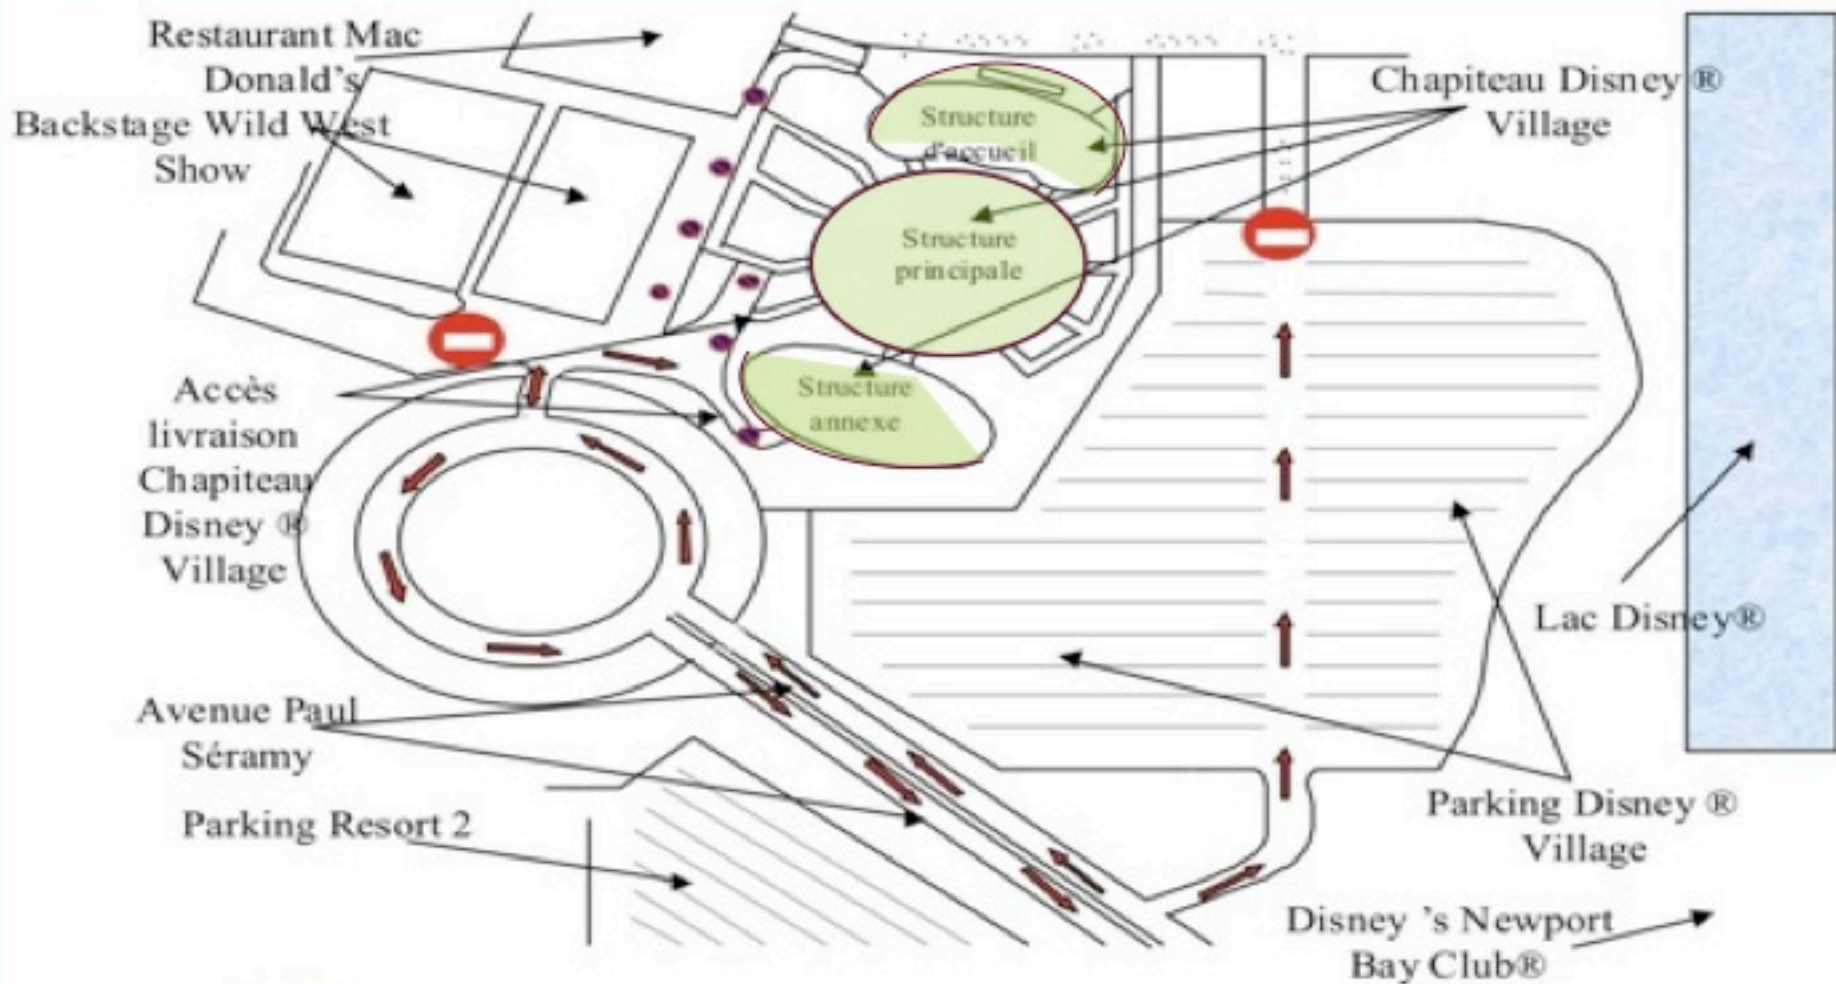 Restaurant Mac
Donald's
Backstage Wild West
Show
Structure
d'accueil
Chapiteau Disney ®
Village
Structure
principale
Structure
annexe
Accès
livraison
Chapiteau
Disney ®
Village
Lac Disney®
Avenue Paul
Séramy
Parking Resort 2
Parking Disney ®
Village
Disney 's Newport
Bay Club®